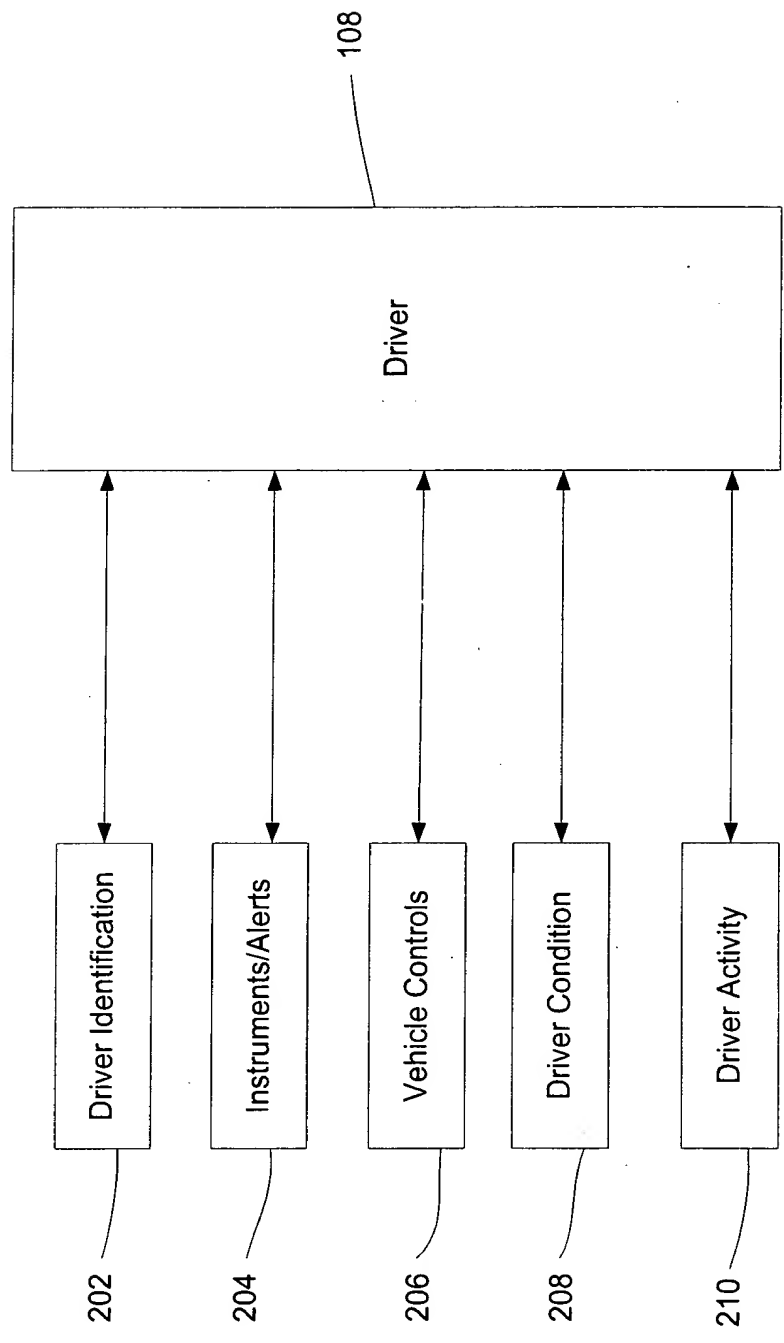 108
Driver
Driver Identification
Instruments/Alerts
Vehicle Controls
Driver Condition
Driver Activity
202
204
206
208
210